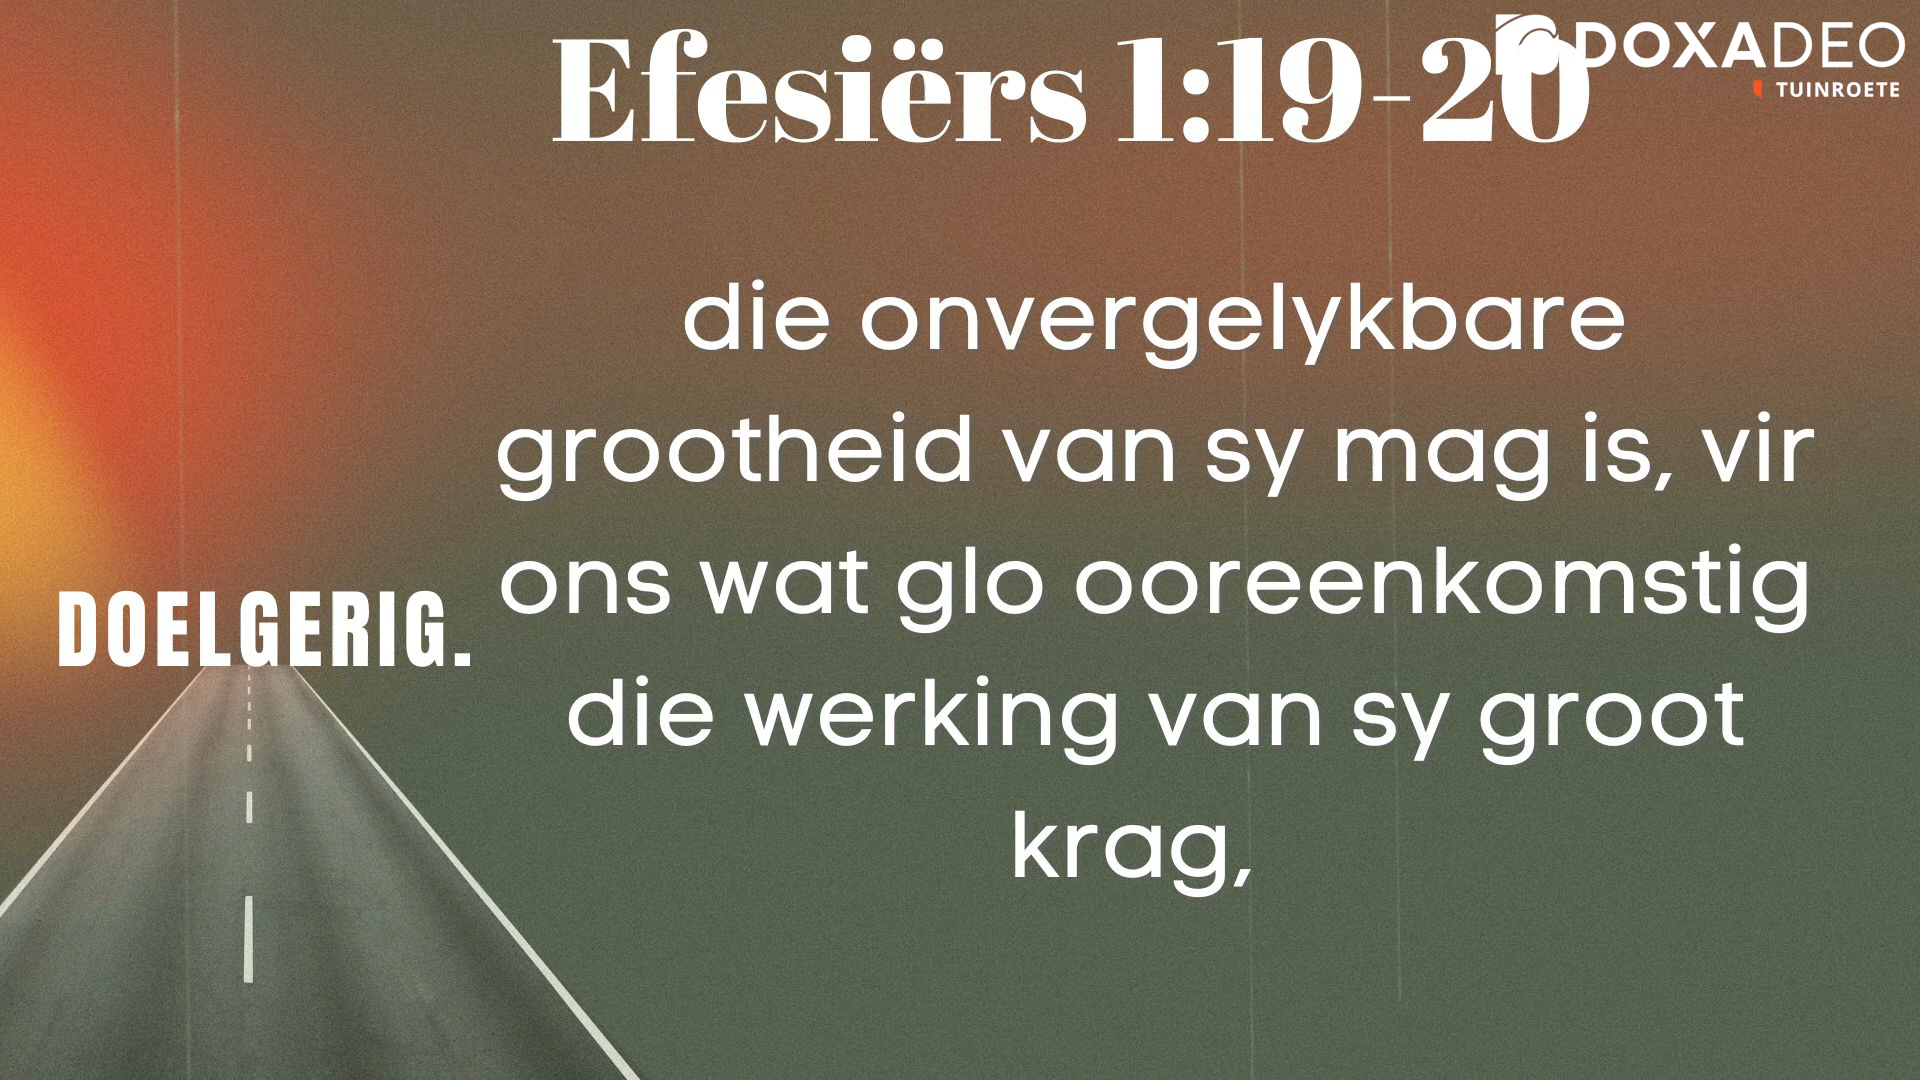 Efesiërs 1:19-20
DOXADEO
TUINROETE
die onvergelykbare
grootheid van sy mag is, vir
ons wat glo ooreenkomstig
die werking van sy groot
krag,
DOELGERIG.